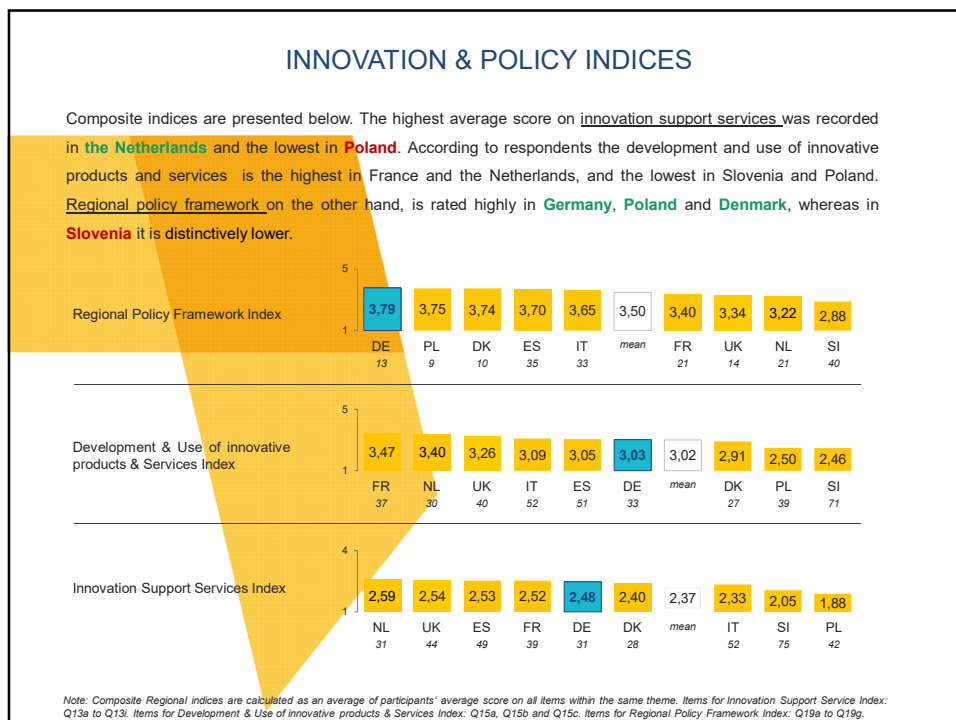 INNOVATION & POLICY INDICES
Composite indices are presented below. The highest average score on innovation support services was recorded
in the Netherlands and the lowest in Poland. According to respondents the development and use of innovative
products and services is the highest in France and the Netherlands, and the lowest in Slovenia and Poland.
Regional policy framework on the other hand, is rated highly in Germany, Poland and Denmark, whereas in
Slovenia it is distinctively lower.
5
Regional Policy Framework Index
3,79 3,75 3,74 3,70 3,65 3,50 3,40 3,34 3,22 2,88
1
DE PL DK ES IT mean FR UK NL SI
13 9 10 35 33 21 14 21 40
5
Development & Use of innovative
products & Services Index
3,47 3,40 3,26 3,09 3,05 3,03 3,02 2,91 2,50 2,46
1
FR NL UK IT ES DE mean DK PL SI
37 30 40 52 51 33 27 39 71
4
Innovation Support Services Index
2,59 2,54 2,53 2,52 2,48 2,40 2,37 2,33 2,05 1,88
1
NL UK ES FR DE DK mean IT SI PL
31 44 49 39 31 28 52 75 42
Note: Composite Regional indices are calculated as an average of participants' average score on all items within the same theme. Items for Innovation Support Service Index:
Q13a to Q13i. Items for Development & Use of innovative products & Services Index: Q15a, Q15b and Q15c. Items for Regional Policy Framework Index: Q19a to Q19g.